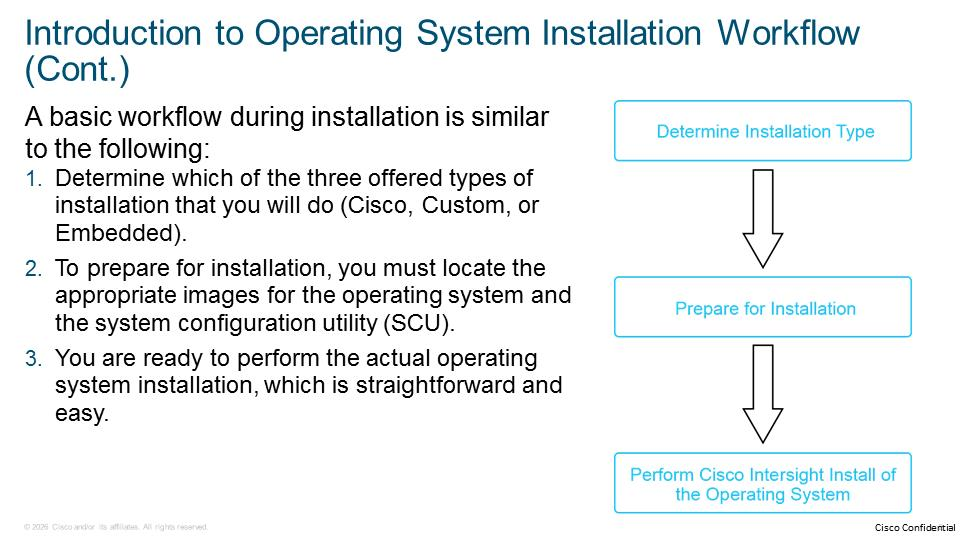 Introduction to Operating System Installation Workflow
(Cont.)
A basic workflow during installation is similar
to the following:
1. Determine which of the three offered types of
installation that you will do (Cisco, Custom, or
Embedded).
2. To prepare for installation, you must locate the
appropriate images for the operating system and
the system configuration utility (SCU).
3. You are ready to perform the actual operating
system installation, which is straightforward and
easy.
Determine Installation Type
Prepare for Installation
Perform Cisco Intersight Install of
the Operating System
© 2026 Cisco and/or its affiliates. All rights reserved.
Cisco Confidential